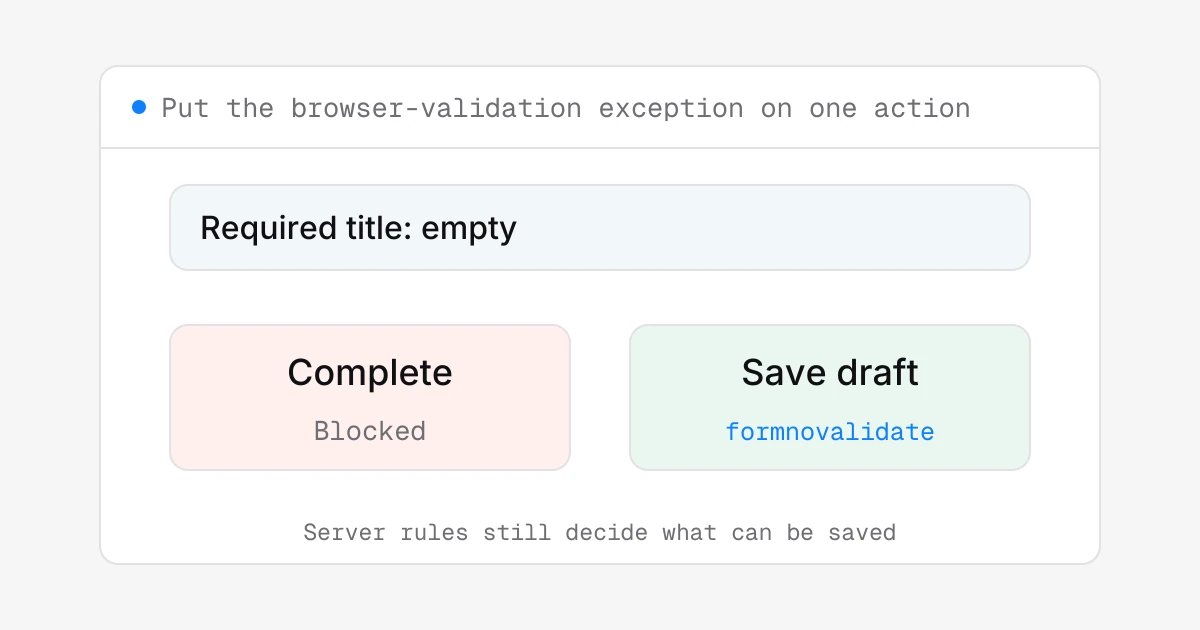 Put the browser-validation exception on one action
Required title: empty
Complete
Blocked
Save draft
formnovalidate
Server rules still decide what can be saved